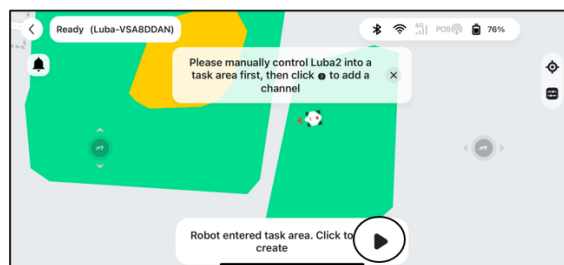 Ready (Luba-VSA8DDAN)
4G
POS
76%
Please manually control Luba2 into a
task area first, then click to add a
channel
Robot entered task area. Click to
create